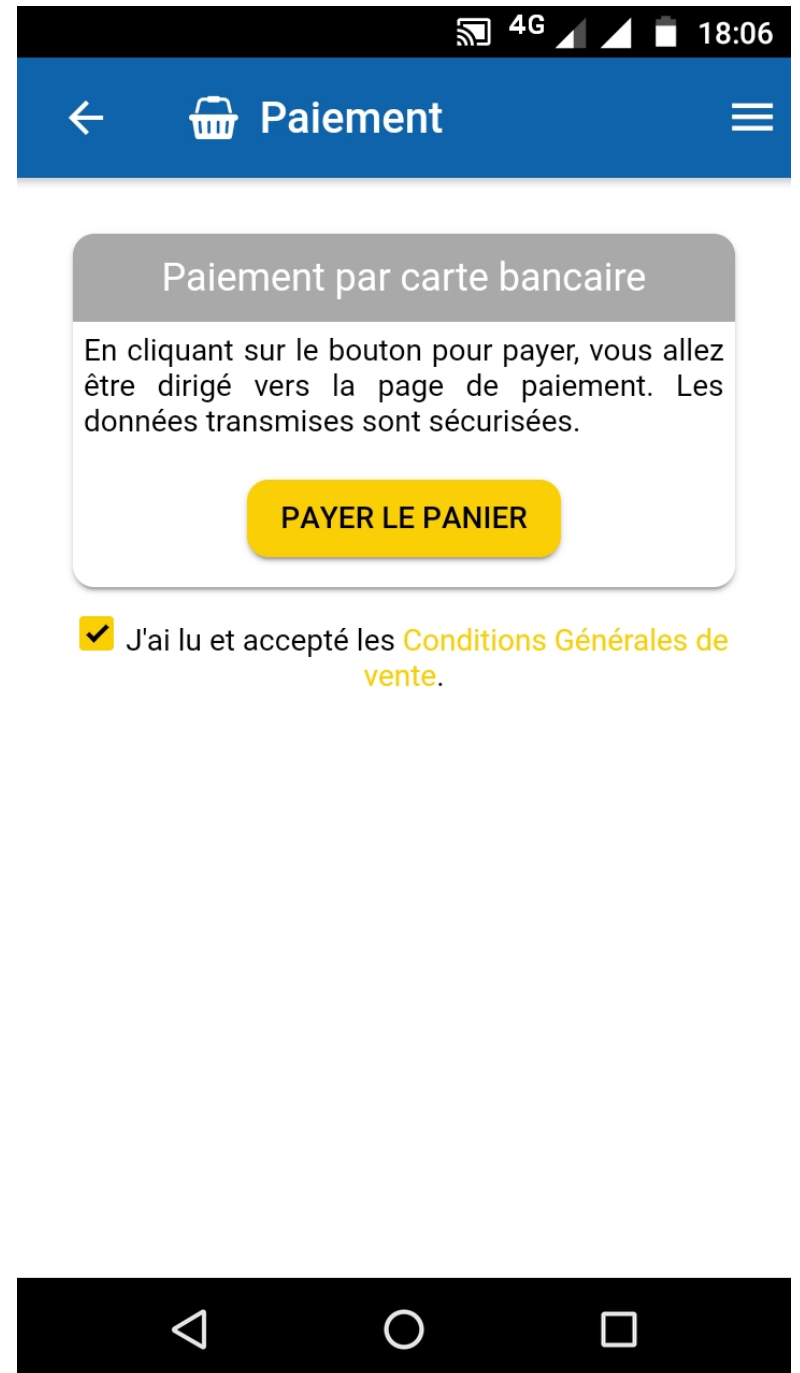 4G 18:06
Paiement
Paiement par carte bancaire
En cliquant sur le bouton pour payer, vous allez
être dirigé vers la page de paiement. Les
données transmises sont sécurisées.
PAYER LE PANIER
J'ai lu et accepté les Conditions Générales de
vente.